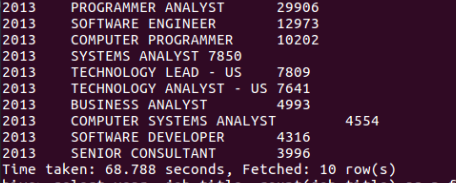 2013 PROGRAMMER ANALYST 29906
2013 SOFTWARE ENGINEER 12973
2013 COMPUTER PROGRAMMER 10202
2013 SYSTEMS ANALYST 7850
2013 TECHNOLOGY LEAD - US 7809
2013 TECHNOLOGY ANALYST - US 7641
2013 BUSINESS ANALYST 4993
2013 COMPUTER SYSTEMS ANALYST 4554
2013 SOFTWARE DEVELOPER 4316
2013 SENIOR CONSULTANT 3996
Time taken: 68.788 seconds, Fetched: 10 row(s)